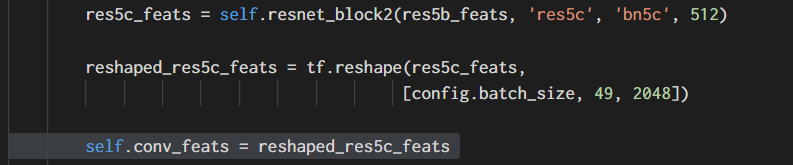 res5c_feats = self.resnet_block2(res5b_feats, 'res5c', 'bn5c', 512)
reshaped_res5c_feats = tf.reshape(res5c_feats,
[config.batch_size, 49, 2048])
self.conv_feats = reshaped_res5c_feats